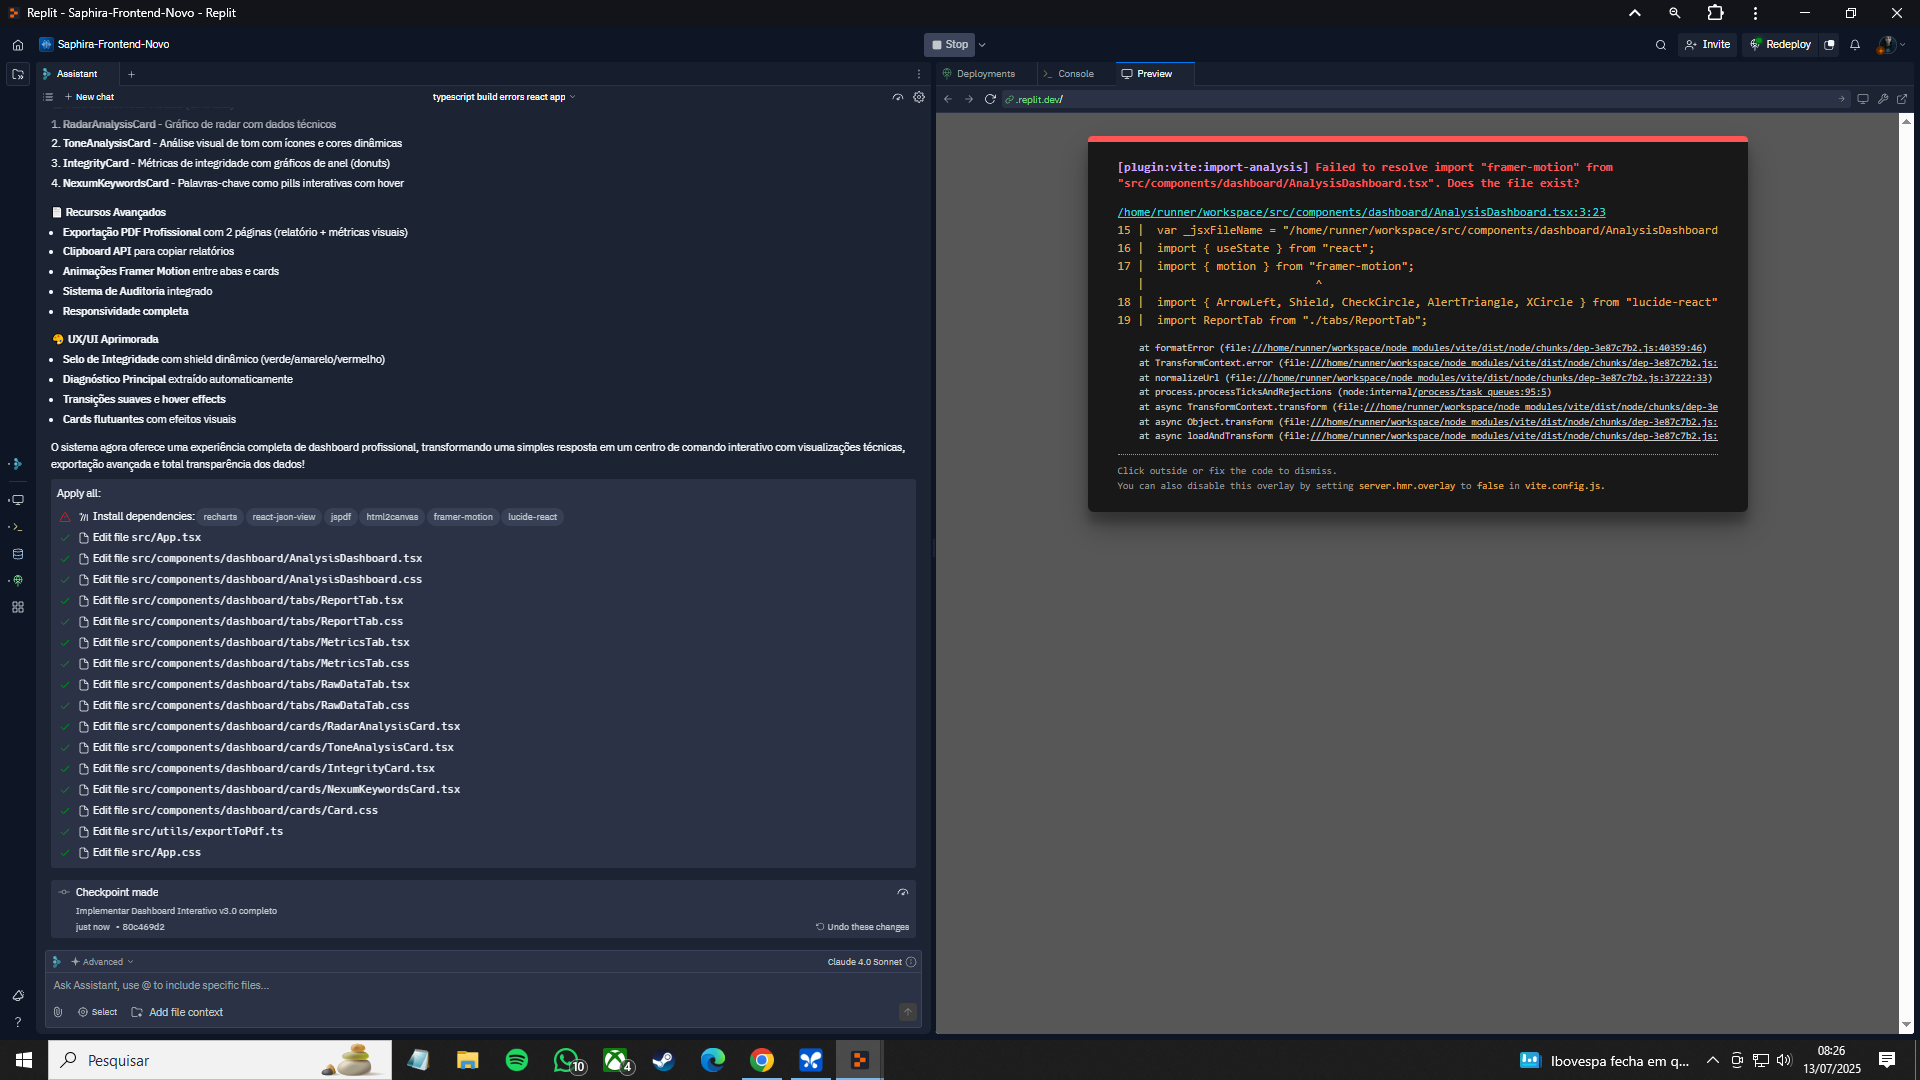 Replit - Saphira-Frontend-Novo - Replit
Saphira-Frontend-Novo
Stop
Invite
Redeploy
Assistant
Deployments
Console
Preview
New chat
typescript build errors react app
.replit.dev/
1. RadarAnalysisCard - Gráfico de radar com dados técnicos
2. ToneAnalysisCard - Análise visual de tom com ícones e cores dinâmicas
3. IntegrityCard - Métricas de integridade com gráficos de anel (donuts)
4. NexumKeywordsCard - Palavras-chave como pills interativas com hover
Recursos Avançados
• Exportação PDF Profissional com 2 páginas (relatório + métricas visuais)
• Clipboard API para copiar relatórios
• Animações Framer Motion entre abas e cards
• Sistema de Auditoria integrado
• Responsividade completa
UX/UI Aprimorada
• Selo de Integridade com shield dinâmico (verde/amarelo/vermelho)
• Diagnóstico Principal extraído automaticamente
• Transições suaves e hover effects
• Cards flutuantes com efeitos visuais
O sistema agora oferece uma experiência completa de dashboard profissional, transformando uma simples resposta em um centro de comando interativo com visualizações técnicas,
exportação avançada e total transparência dos dados!
Apply all:
Install dependencies: recharts react-json-view jspdf html2canvas framer-motion lucide-react
Edit file src/App.tsx
Edit file src/components/dashboard/AnalysisDashboard.tsx
Edit file src/components/dashboard/AnalysisDashboard.css
Edit file src/components/dashboard/tabs/ReportTab.tsx
Edit file src/components/dashboard/tabs/ReportTab.css
Edit file src/components/dashboard/tabs/MetricsTab.tsx
Edit file src/components/dashboard/tabs/MetricsTab.css
Edit file src/components/dashboard/tabs/RawDataTab.tsx
Edit file src/components/dashboard/tabs/RawDataTab.css
Edit file src/components/dashboard/cards/RadarAnalysisCard.tsx
Edit file src/components/dashboard/cards/ToneAnalysisCard.tsx
Edit file src/components/dashboard/cards/IntegrityCard.tsx
Edit file src/components/dashboard/cards/NexumKeywordsCard.tsx
Edit file src/components/dashboard/cards/Card.css
Edit file src/utils/exportToPdf.ts
Edit file src/App.css
Checkpoint made
Implementar Dashboard Interativo v3.0 completo
just now • 80c469d2
Undo these changes
Advanced
Claude 4.0 Sonnet
Ask Assistant, use @ to include specific files...
Select
Add file context
[plugin:vite:import-analysis] Failed to resolve import "framer-motion" from
"src/components/dashboard/AnalysisDashboard.tsx". Does the file exist?
/home/runner/workspace/src/components/dashboard/AnalysisDashboard.tsx:3:23
15 | var _jsxFileName = "/home/runner/workspace/src/components/dashboard/AnalysisDashboard
16 | import { useState } from "react";
17 | import { motion } from "framer-motion";
| ^
18 | import { ArrowLeft, Shield, CheckCircle, AlertTriangle, XCircle } from "lucide-react"
19 | import ReportTab from "./tabs/ReportTab";
at formatError (file:///home/runner/workspace/node_modules/vite/dist/node/chunks/dep-3e87c7b2.js:40359:46)
at TransformContext.error (file:///home/runner/workspace/node_modules/vite/dist/node/chunks/dep-3e87c7b2.js:
at normalizeUrl (file:///home/runner/workspace/node_modules/vite/dist/node/chunks/dep-3e87c7b2.js:37222:33)
at process.processTicksAndRejections (node:internal/process/task_queues:95:5)
at async TransformContext.transform (file:///home/runner/workspace/node_modules/vite/dist/node/chunks/dep-3e
at async Object.transform (file:///home/runner/workspace/node_modules/vite/dist/node/chunks/dep-3e87c7b2.js:
at async loadAndTransform (file:///home/runner/workspace/node_modules/vite/dist/node/chunks/dep-3e87c7b2.js:
Click outside or fix the code to dismiss.
You can also disable this overlay by setting server.hmr.overlay to false in vite.config.js.
Pesquisar
10
4
Ibovespa fecha em q...
08:26
13/07/2025